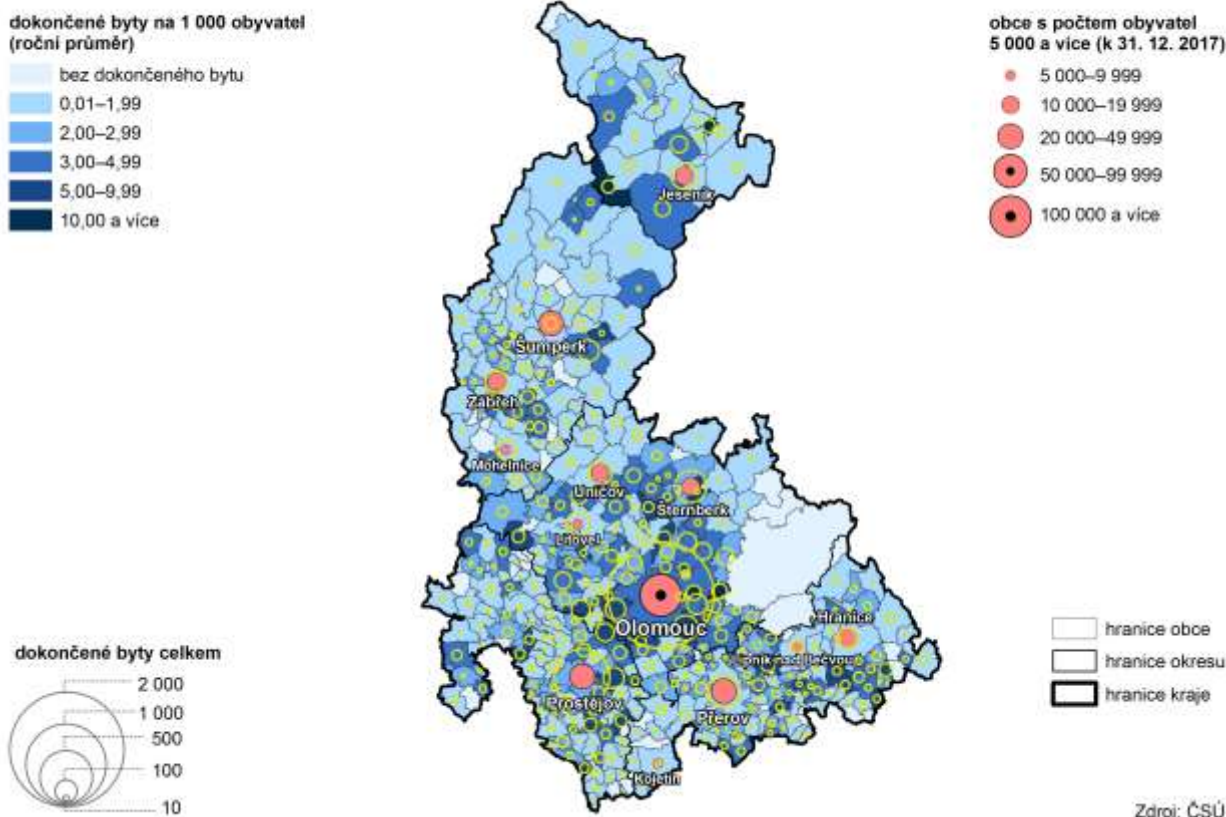 dokončené byty na 1 000 obyvatel
(roční průměr)
bez dokončeného bytu
0,01–1,99
2,00–2,99
3,00–4,99
5,00–9,99
10,00 a více
obce s počtem obyvatel
5 000 a více (k 31. 12. 2017)
5 000–9 999
10 000–19 999
20 000–49 999
50 000–99 999
100 000 a více
Jeseník
Šumperk
Zábřeh
Mohelnice
Uničov
Šternberk
Litovel
Olomouc
Hranice
nad Bečvou
Prostějov
Přerov
Kojetín
dokončené byty celkem
2 000
1 000
500
100
10
hranice obce
hranice okresu
hranice kraje
Zdroj: ČSÚ